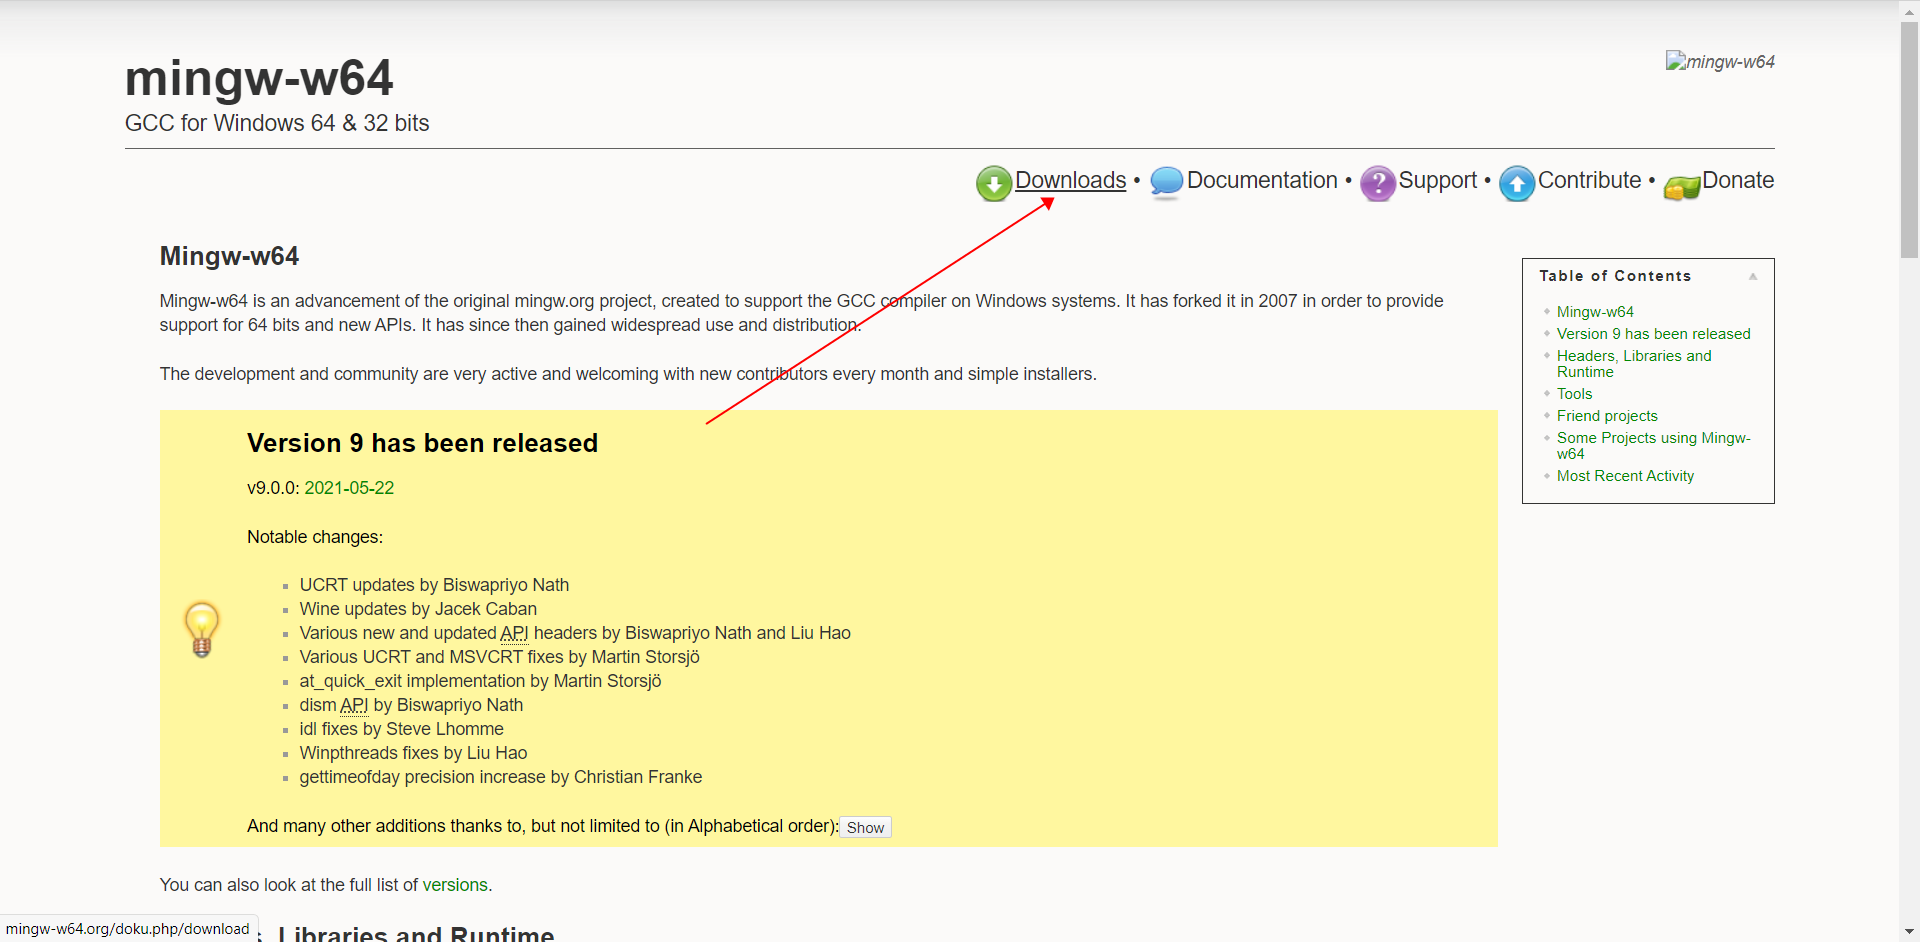 mingw-w64
mingw-w64
GCC for Windows 64 & 32 bits
Downloads • Documentation • Support • Contribute • Donate
Mingw-w64
Mingw-w64 is an advancement of the original mingw.org project, created to support the GCC compiler on Windows systems. It has forked it in 2007 in order to provide
support for 64 bits and new APIs. It has since then gained widespread use and distribution.
The development and community are very active and welcoming with new contributors every month and simple installers.
Table of Contents
Mingw-w64
Version 9 has been released
Headers, Libraries and
Runtime
Tools
Friend projects
Some Projects using Mingw-
w64
Most Recent Activity
Version 9 has been released
v9.0.0: 2021-05-22
Notable changes:
UCRT updates by Biswapriyo Nath
Wine updates by Jacek Caban
Various new and updated API headers by Biswapriyo Nath and Liu Hao
Various UCRT and MSVCRT fixes by Martin Storsjö
at_quick_exit implementation by Martin Storsjö
dism API by Biswapriyo Nath
idl fixes by Steve Lhomme
Winpthreads fixes by Liu Hao
gettimeofday precision increase by Christian Franke
And many other additions thanks to, but not limited to (in Alphabetical order): Show
You can also look at the full list of versions.
Libraries and Runtime
mingw-w64.org/doku.php/download